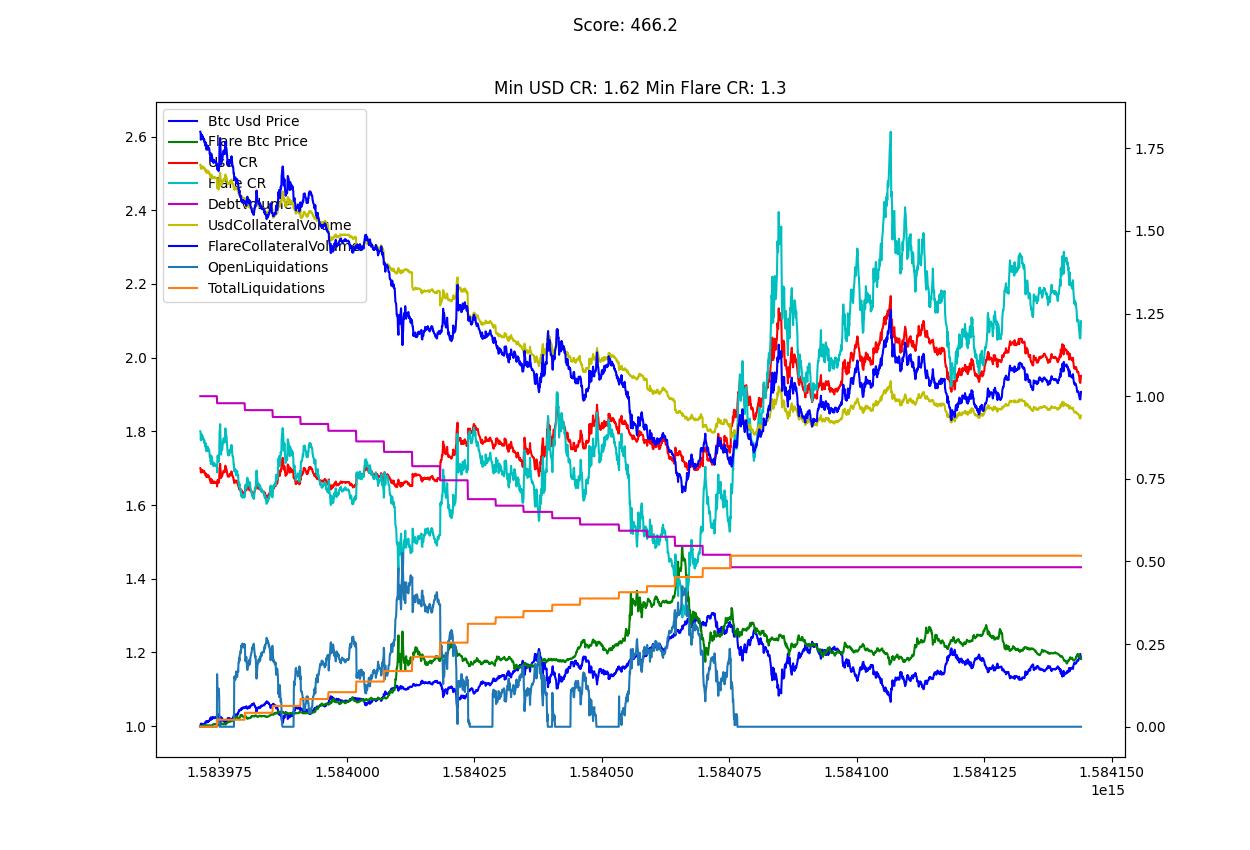 Score: 466.2
Min USD CR: 1.62 Min Flare CR: 1.3
Btc Usd Price
Flare Btc Price
Usd CR
Flare CR
DebtVolume
UsdCollateralVolume
FlareCollateralVolume
OpenLiquidations
TotalLiquidations
2.6
2.4
2.2
2.0
1.8
1.6
1.4
1.2
1.0
1.75
1.50
1.25
1.00
0.75
0.50
0.25
0.00
1.583975 1.584000 1.584025 1.584050 1.584075 1.584100 1.584125 1.584150
1e15